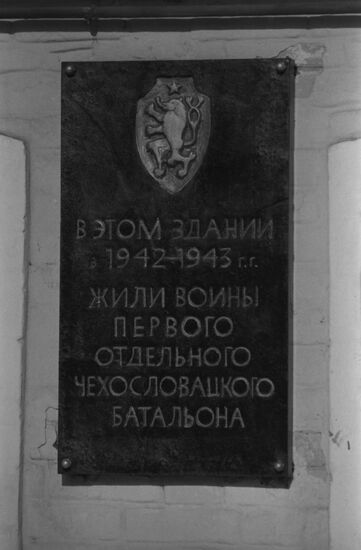 В ЭТОМ ЗДАНИИ
в 1942-1943 г.г.
ЖИЛИ ВОИНЫ
ПЕРВОГО
ОТДЕЛЬНОГО
ЧЕХОСЛОВАЦКОГО
БАТАЛЬОНА